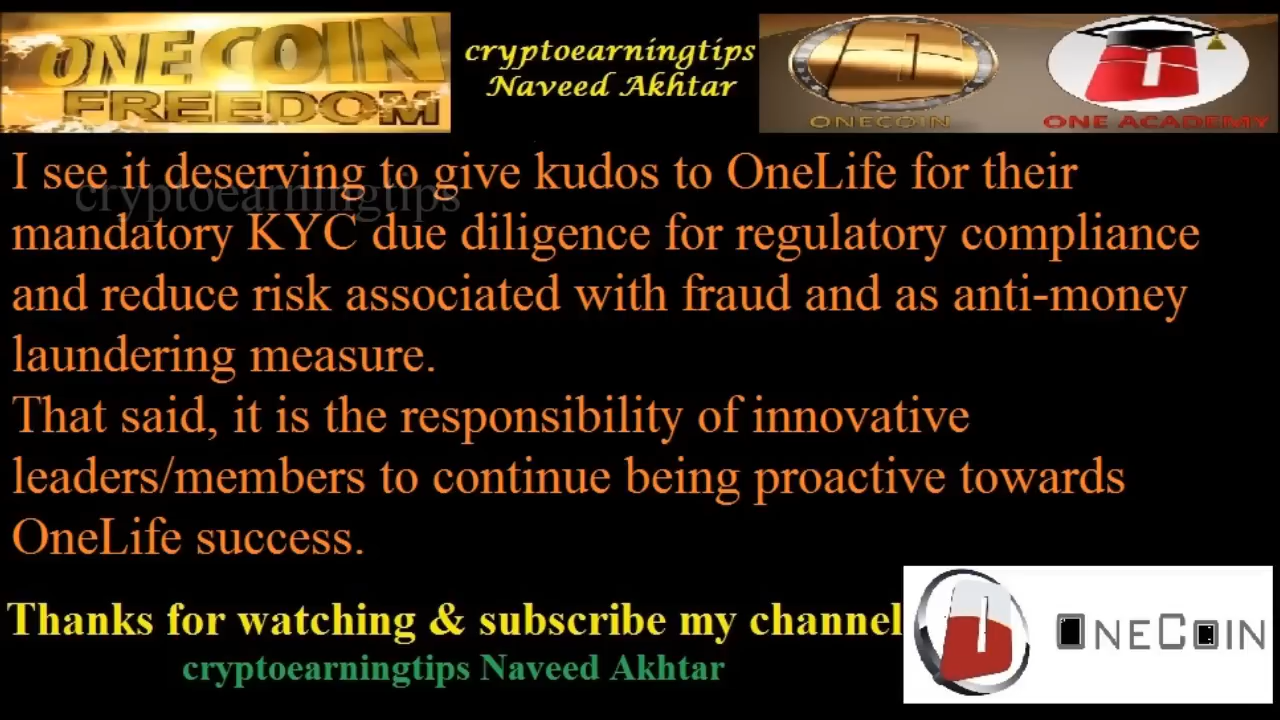 ONE COIN
FREEDOM
cryptoearningtips
Naveed Akhtar
ONECOIN
ONE ACADEMY
I see it deserving to give kudos to OneLife for their
cryptoearningtips
mandatory KYC due diligence for regulatory compliance
and reduce risk associated with fraud and as anti-money
laundering measure.
That said, it is the responsibility of innovative
leaders/members to continue being proactive towards
OneLife success.
Thanks for watching & subscribe my channel
cryptoearningtips Naveed Akhtar
ONECOIN